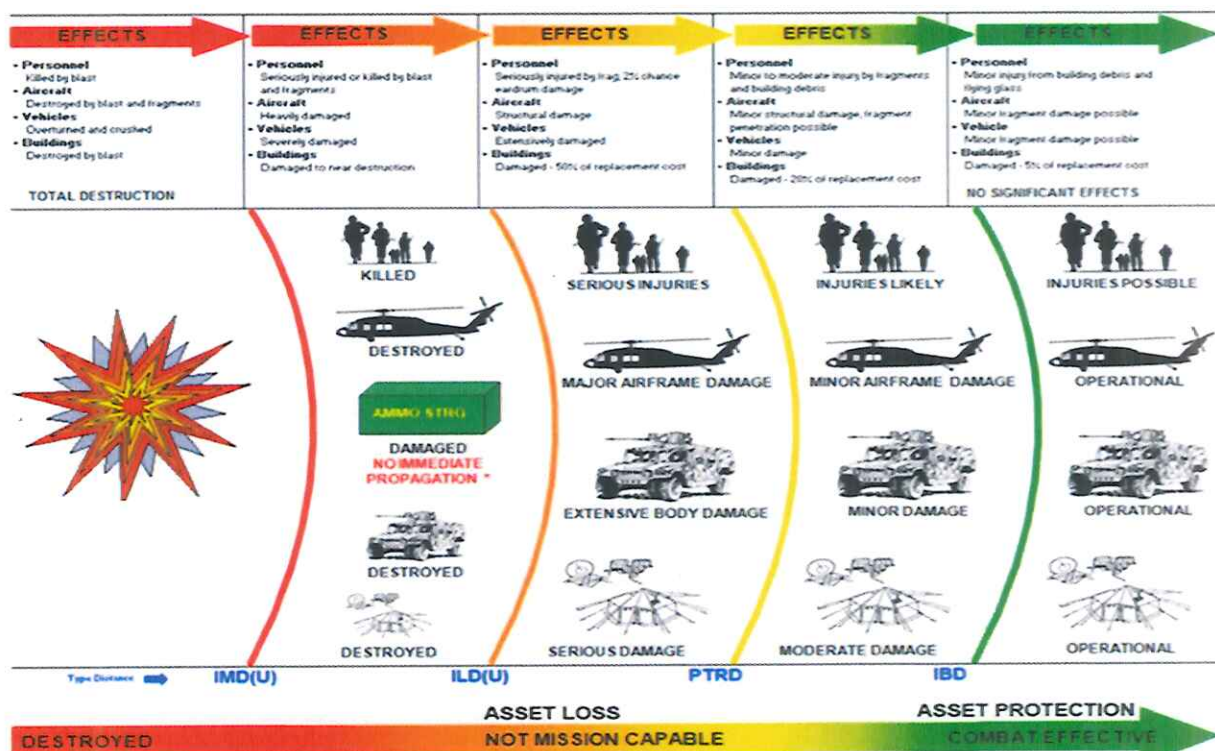 EFFECTS
EFFECTS
EFFECTS
EFFECTS
EFFECTS
- Personnel
Killed by blast
- Aircraft
Destroyed by blast and fragments
- Vehicles
Overturned and crushed
- Buildings
Destroyed by blast
TOTAL DESTRUCTION
- Personnel
Seriously injured or killed by blast
and fragments
- Aircraft
Heavily damaged
- Vehicles
Severely damaged
- Buildings
Damaged to near destruction
- Personnel
Seriously injured by frag, 2% chance
eardrum damage
- Aircraft
Structural damage
- Vehicles
Extensively damaged
- Buildings
Damaged - 50% of replacement cost
- Personnel
Minor to moderate injury by fragments
and building debris
- Aircraft
Minor structural damage, fragment
penetration possible
- Vehicles
Minor damage
- Buildings
Damaged - 20% of replacement cost
- Personnel
Minor injury from building debris and
flying glass
- Aircraft
Minor fragment damage possible
- Vehicle
Minor fragment damage possible
- Buildings
Damaged - 5% of replacement cost
NO SIGNIFICANT EFFECTS
KILLED
DESTROYED
AMMO STRG
DAMAGED
NO IMMEDIATE
PROPAGATION *
DESTROYED
DESTROYED
SERIOUS INJURIES
MAJOR AIRFRAME DAMAGE
EXTENSIVE BODY DAMAGE
SERIOUS DAMAGE
INJURIES LIKELY
MINOR AIRFRAME DAMAGE
MINOR DAMAGE
MODERATE DAMAGE
INJURIES POSSIBLE
OPERATIONAL
OPERATIONAL
OPERATIONAL
Type Distance
IMD(U)
ILD(U)
PTRD
IBD
ASSET LOSS
ASSET PROTECTION
DESTROYED
NOT MISSION CAPABLE
COMBAT EFFECTIVE